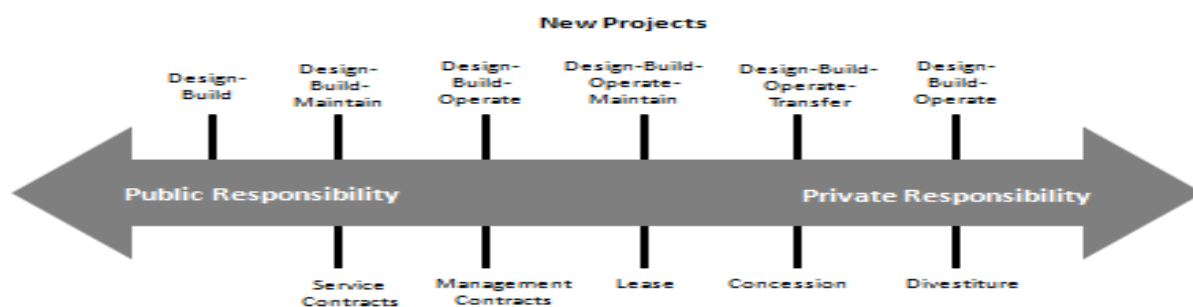 New Projects
Design-
Build
Design-
Build-
Maintain
Design-
Build-
Operate
Design-Build-
Operate-
Maintain
Design-Build-
Operate-
Transfer
Design-
Build-
Operate
Public Responsibility
Private Responsibility
Service
Contracts
Management
Contracts
Lease
Concession
Divestiture